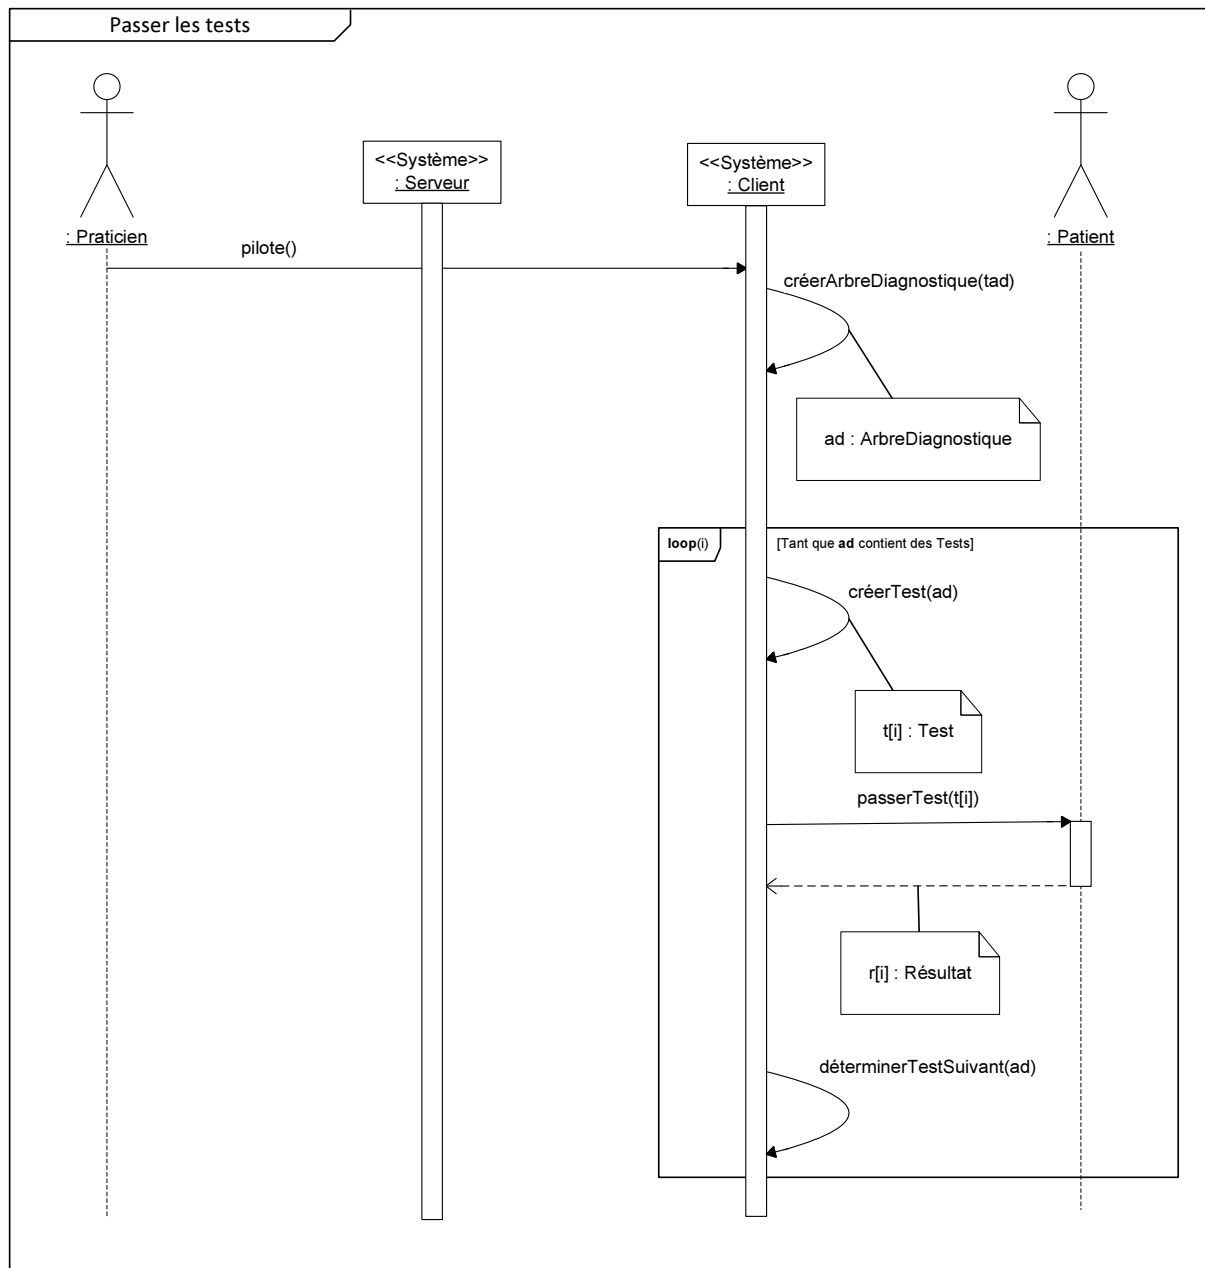 Passer les tests
<<Système>>
: Serveur
<<Système>>
: Client
: Praticien
: Patient
pilote()
créerArbreDiagnostique(tad)
ad : ArbreDiagnostique
loop(i)
[Tant que ad contient des Tests]
créerTest(ad)
t[i] : Test
passerTest(t[i])
r[i] : Résultat
déterminerTestSuivant(ad)